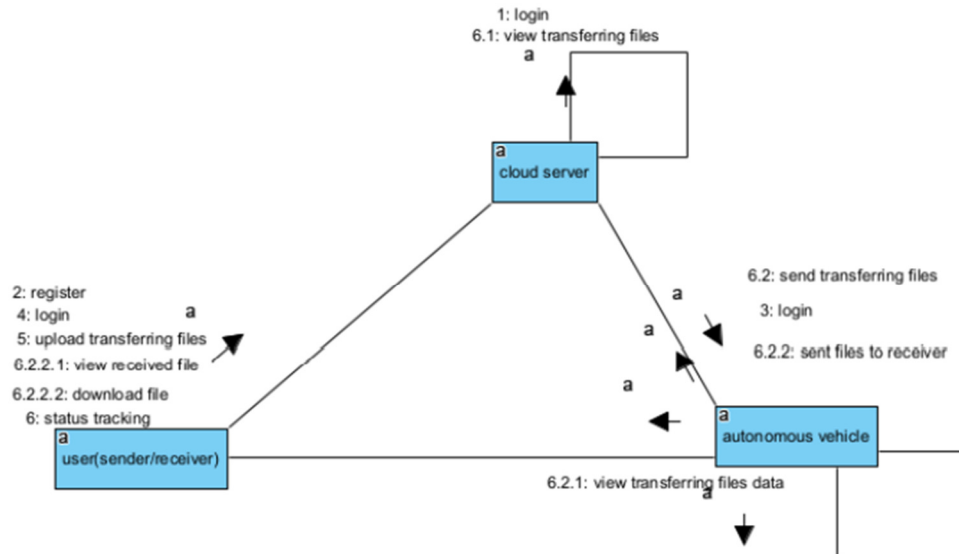 1: login
6.1: view transferring files
a
a
cloud server
6.2: send transferring files
2: register
a
3: login
4: login
a
5: upload transferring files
a
6.2.2: sent files to receiver
6.2.2.1: view received file
a
6.2.2.2: download file
6: status tracking
a
autonomous vehicle
a
user(sender/receiver)
6.2.1: view transferring files data
a